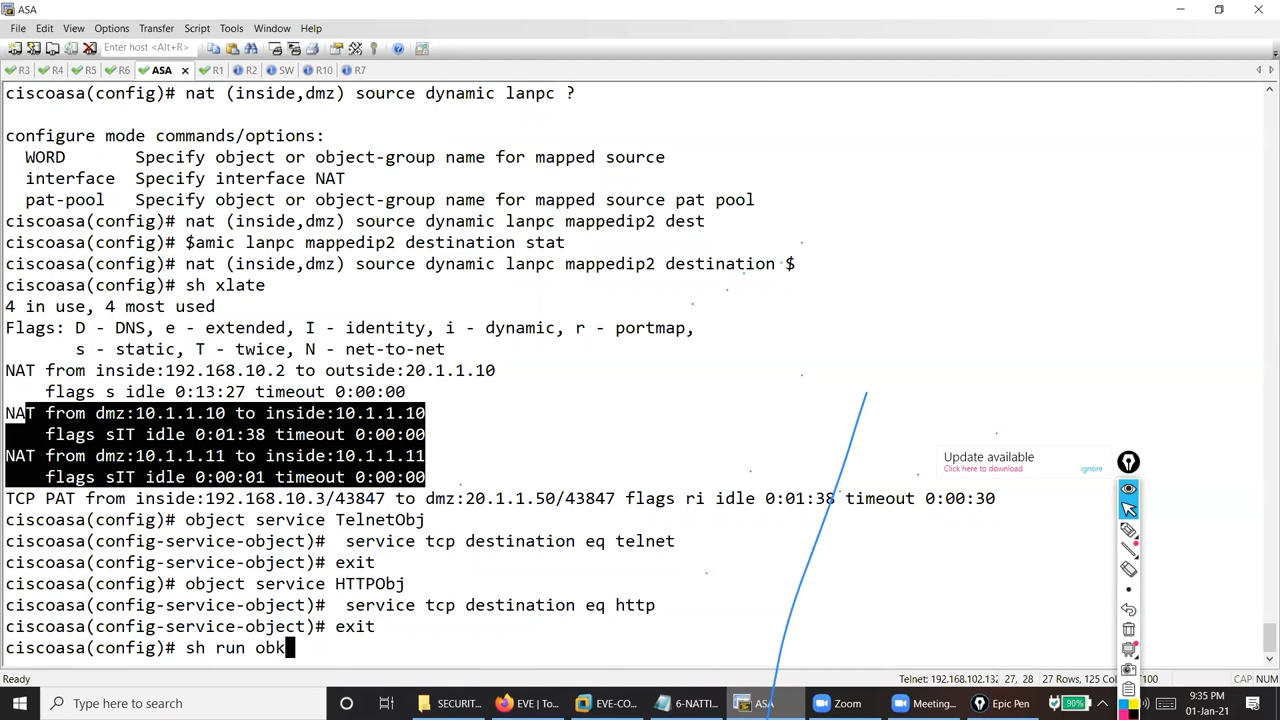 ASA
File Edit View Options Transfer Script Tools Window Help
Enter host <Alt+R>
R3 R4 R5 R6 ASA R1 R2 SW R10 R7
ciscoasa(config)# nat (inside,dmz) source dynamic lanpc ?
configure mode commands/options:
WORD Specify object or object-group name for mapped source
interface Specify interface NAT
pat-pool Specify object or object-group name for mapped source pat pool
ciscoasa(config)# nat (inside,dmz) source dynamic lanpc mappedip2 dest
ciscoasa(config)# $amic lanpc mappedip2 destination stat
ciscoasa(config)# nat (inside,dmz) source dynamic lanpc mappedip2 destination $
ciscoasa(config)# sh xlate
4 in use, 4 most used
Flags: D - DNS, e - extended, I - identity, i - dynamic, r - portmap,
s - static, T - twice, N - net-to-net
NAT from inside:192.168.10.2 to outside:20.1.1.10
flags s idle 0:13:27 timeout 0:00:00
NAT from dmz:10.1.1.10 to inside:10.1.1.10
flags sIT idle 0:01:38 timeout 0:00:00
NAT from dmz:10.1.1.11 to inside:10.1.1.11
flags sIT idle 0:00:01 timeout 0:00:00
TCP PAT from inside:192.168.10.3/43847 to dmz:20.1.1.50/43847 flags ri idle 0:01:38 timeout 0:00:30
ciscoasa(config)# object service TelnetObj
ciscoasa(config-service-object)# service tcp destination eq telnet
ciscoasa(config-service-object)# exit
ciscoasa(config)# object service HTTPObj
ciscoasa(config-service-object)# service tcp destination eq http
ciscoasa(config-service-object)# exit
ciscoasa(config)# sh run obk
Update available
Click here to download ignore
Ready Telnet: 192.168.102.132 27, 28 27 Rows, 125 Col /100 CAP NUM
Type here to search SECURIT... EVE | To... EVE-CO... 6-NATTI... ASA Zoom Meeting... Epic Pen 90% 9:35 PM
01-Jan-21